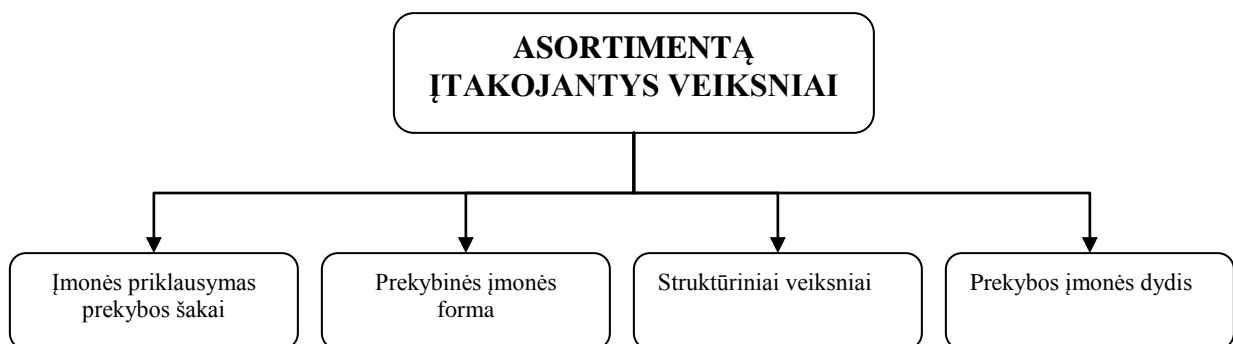 ASORTIMENTĄ
ĮTAKOJANTYS VEIKSNIAI
Įmonės priklausymas
prekybos šakai
Prekybinės įmonės
forma
Struktūriniai veiksniai
Prekybos įmonės dydis